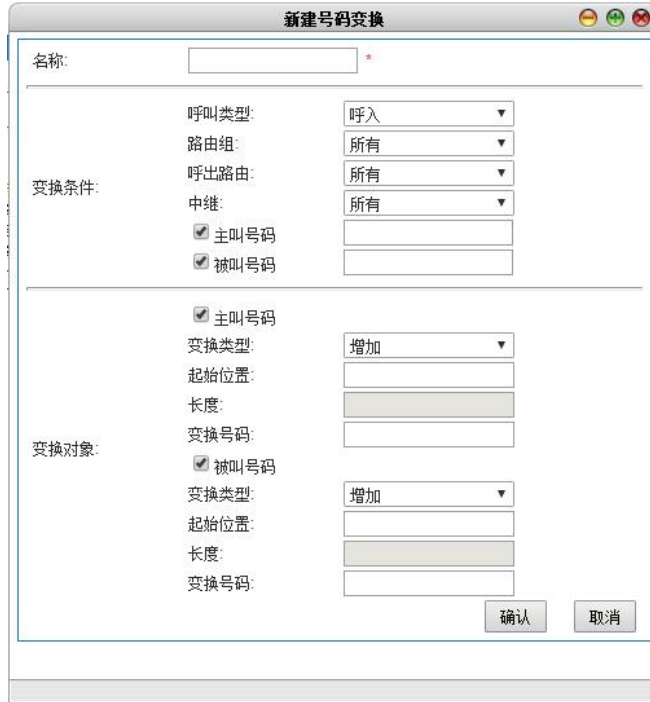 新建号码变换
名称: *
呼叫类型: 呼入
路由组: 所有
呼出路由: 所有
变换条件:
中继: 所有
主叫号码
被叫号码
主叫号码
变换类型: 增加
起始位置:
长度:
变换号码:
变换对象:
被叫号码
变换类型: 增加
起始位置:
长度:
变换号码:
确认 取消